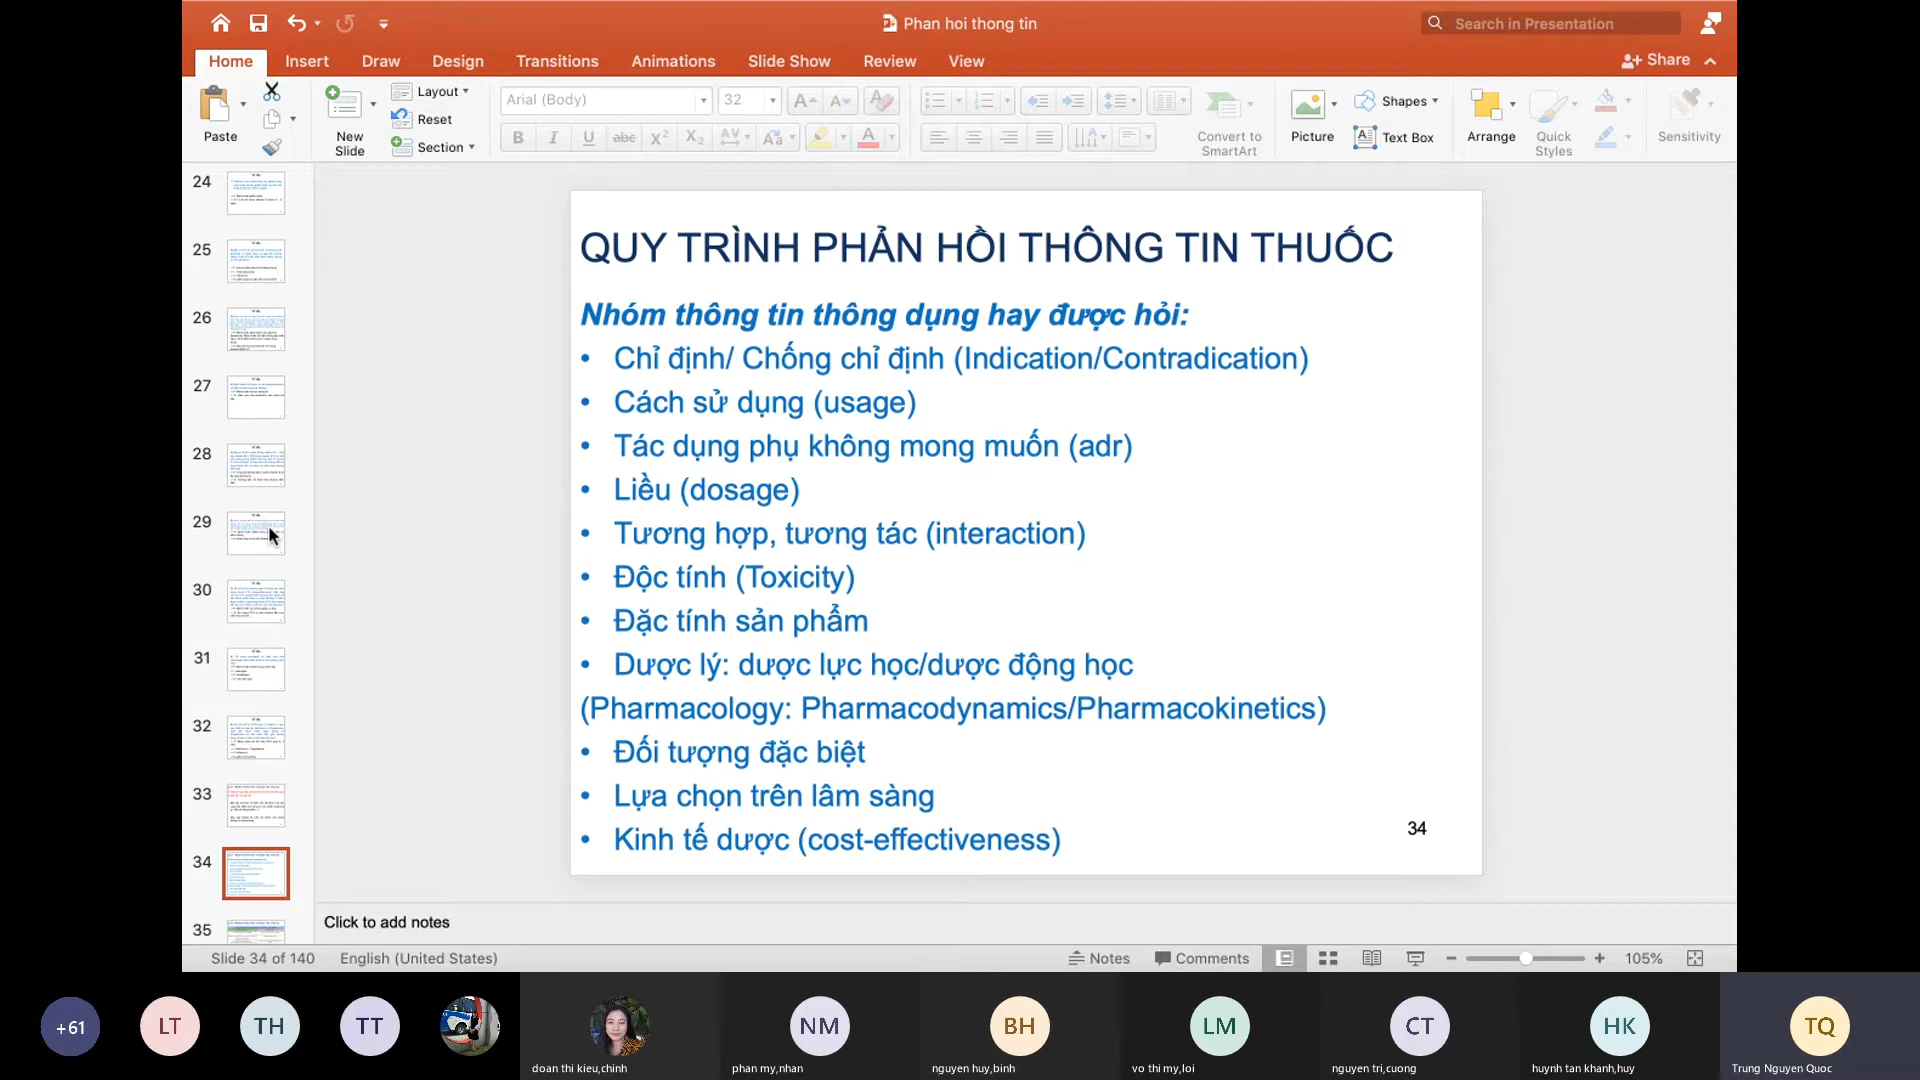 Phan hoi thong tin
Search in Presentation
Home Insert Draw Design Transitions Animations Slide Show Review View
Share
Paste
New
Slide
Layout
Reset
Section
Arial (Body) 32
B I U abc X² X₂ AV Aa A
Convert to
SmartArt
Picture
Shapes
Text Box
Arrange
Quick
Styles
Sensitivity
24
25
26
27
28
29
30
31
32
33
34
35
QUY TRÌNH PHẢN HỒI THÔNG TIN THUỐC
Nhóm thông tin thông dụng hay được hỏi:
• Chỉ định/ Chống chỉ định (Indication/Contradication)
• Cách sử dụng (usage)
• Tác dụng phụ không mong muốn (adr)
• Liều (dosage)
• Tương hợp, tương tác (interaction)
• Độc tính (Toxicity)
• Đặc tính sản phẩm
• Dược lý: dược lực học/dược động học
(Pharmacology: Pharmacodynamics/Pharmacokinetics)
• Đối tượng đặc biệt
• Lựa chọn trên lâm sàng
• Kinh tế dược (cost-effectiveness)
34
Click to add notes
Slide 34 of 140 English (United States)
Notes Comments 105%
+61 LT TH TT NM BH LM CT HK TQ
doan thi kieu,chinh
phan my,nhan
nguyen huy,binh
vo thi my,loi
nguyen tri,cuong
huynh tan khanh,huy
Trung Nguyen Quoc